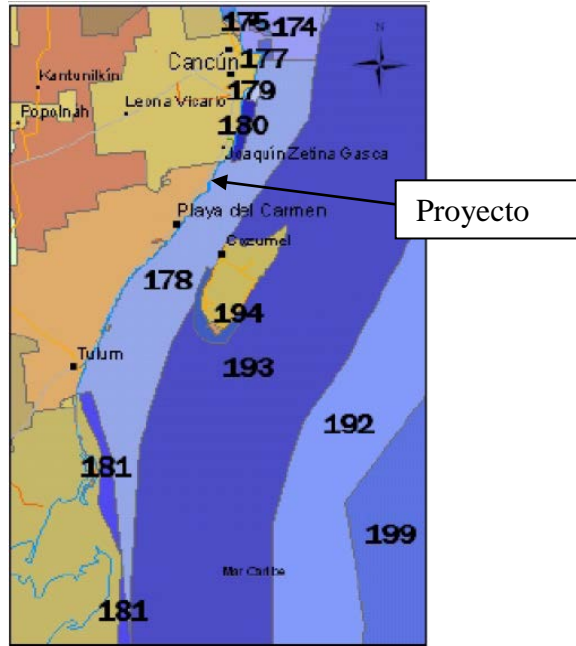 175 174
N
Cancún 177
Kantunilkín
179
Leona Vicario
Popolnáh
180
Joaquín Zetina Gasca
Proyecto
Playa del Carmen
Cozumel
178
194
Tulum
193
192
181
199
Mar Caribe
181